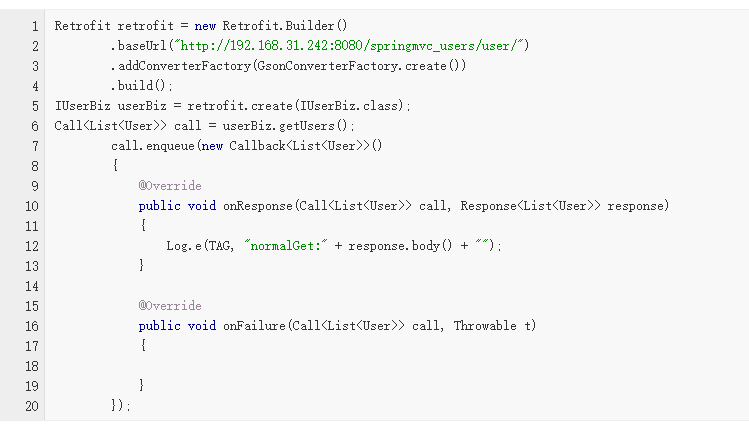 1 Retrofit retrofit = new Retrofit.Builder()
2         .baseUrl("http://192.168.31.242:8080/springmvc_users/user/")
3         .addConverterFactory(GsonConverterFactory.create())
4         .build();
5 IUserBiz userBiz = retrofit.create(IUserBiz.class);
6 Call<List<User>> call = userBiz.getUsers();
7         call.enqueue(new Callback<List<User>>()
8         {
9             @Override
10             public void onResponse(Call<List<User>> call, Response<List<User>> response)
11             {
12                 Log.e(TAG, "normalGet:" + response.body() + "");
13             }
14
15             @Override
16             public void onFailure(Call<List<User>> call, Throwable t)
17             {
18
19             }
20         });